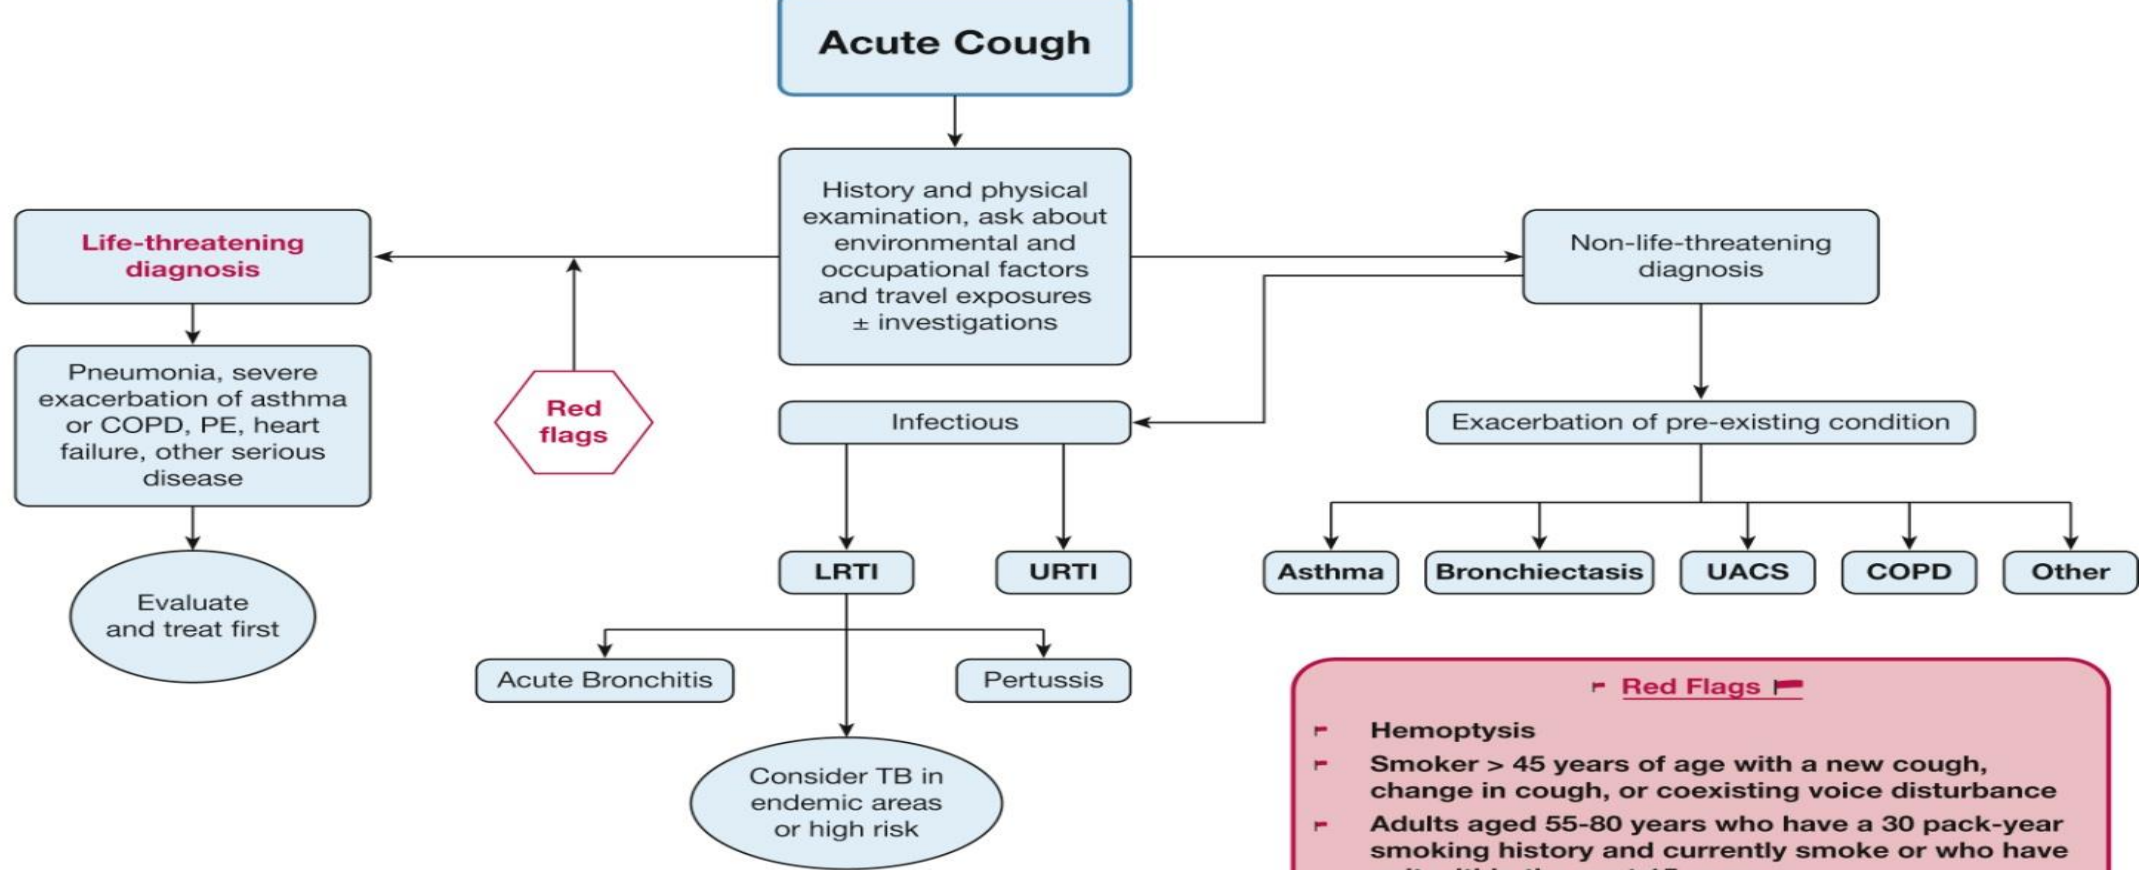 Acute Cough
History and physical
examination, ask about
environmental and
occupational factors
and travel exposures
± investigations
Life-threatening
diagnosis
Non-life-threatening
diagnosis
Pneumonia, severe
exacerbation of asthma
or COPD, PE, heart
failure, other serious
disease
Red
flags
Infectious
Exacerbation of pre-existing condition
Evaluate
and treat first
LRTI
URTI
Asthma
Bronchiectasis
UACS
COPD
Other
Acute Bronchitis
Pertussis
Consider TB in
endemic areas
or high risk
Red Flags
Hemoptysis
Smoker > 45 years of age with a new cough,
change in cough, or coexisting voice disturbance
Adults aged 55-80 years who have a 30 pack-year
smoking history and currently smoke or who have